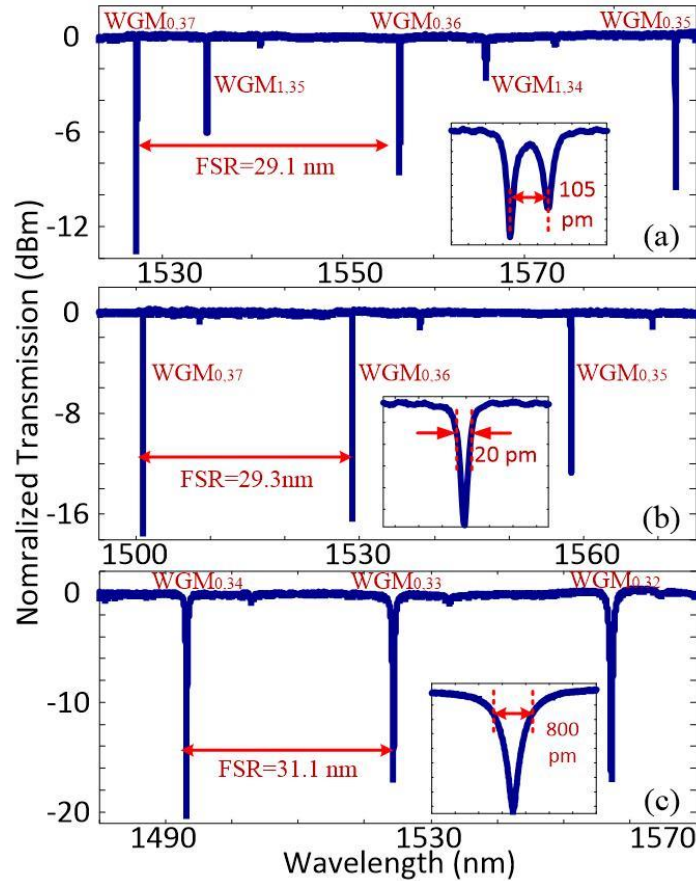 WGM0,37 WGM0,36 WGM0,35
0
WGM1,35 WGM1,34
-6
FSR=29.1 nm
105
pm
-12
(a)
1530 1550 1570
0
WGM0,37 WGM0,36 WGM0,35
-8
20 pm
FSR=29.3nm
-16
(b)
1500 1530 1560
WGM0,34 WGM0,33 WGM0,32
0
-10
800
pm
FSR=31.1 nm
-20
(c)
1490 1530 1570
Wavelength (nm)
Nomralized Transmission (dBm)